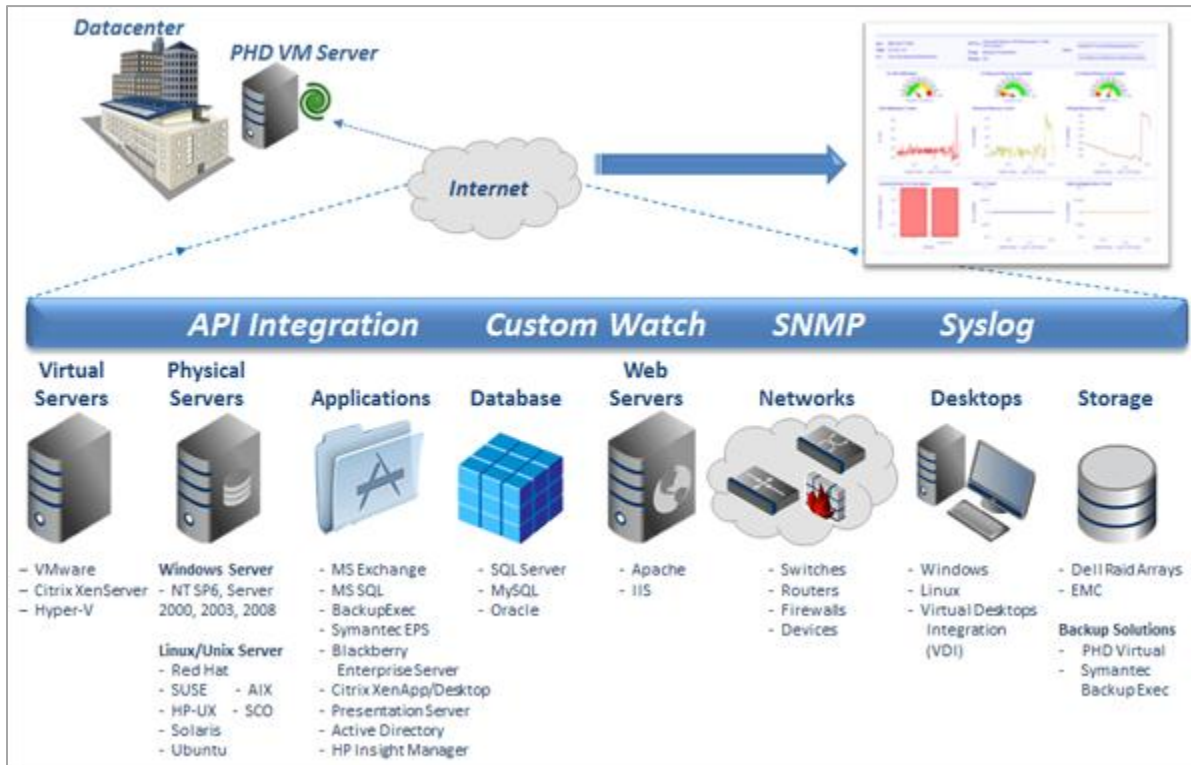 Datacenter
PHD VM Server
Internet
API Integration Custom Watch SNMP Syslog
Virtual
Servers
– VMware
– Citrix XenServer
– Hyper-V
Physical
Servers
Windows Server
- NT SP6, Server
2000, 2003, 2008
Linux/Unix Server
- Red Hat
- SUSE - AIX
- HP-UX - SCO
- Solaris
- Ubuntu
Applications
- MS Exchange
- MS SQL
- BackupExec
- Symantec EPS
- Blackberry
Enterprise Server
- Citrix XenApp/Desktop
- Presentation Server
- Active Directory
- HP Insight Manager
Database
- SQL Server
- MySQL
- Oracle
Web
Servers
- Apache
- IIS
Networks
- Switches
- Routers
- Firewalls
- Devices
Desktops
- Windows
- Linux
- Virtual Desktops
Integration
(VDI)
Storage
- Dell Raid Arrays
- EMC
Backup Solutions
- PHD Virtual
- Symantec
Backup Exec